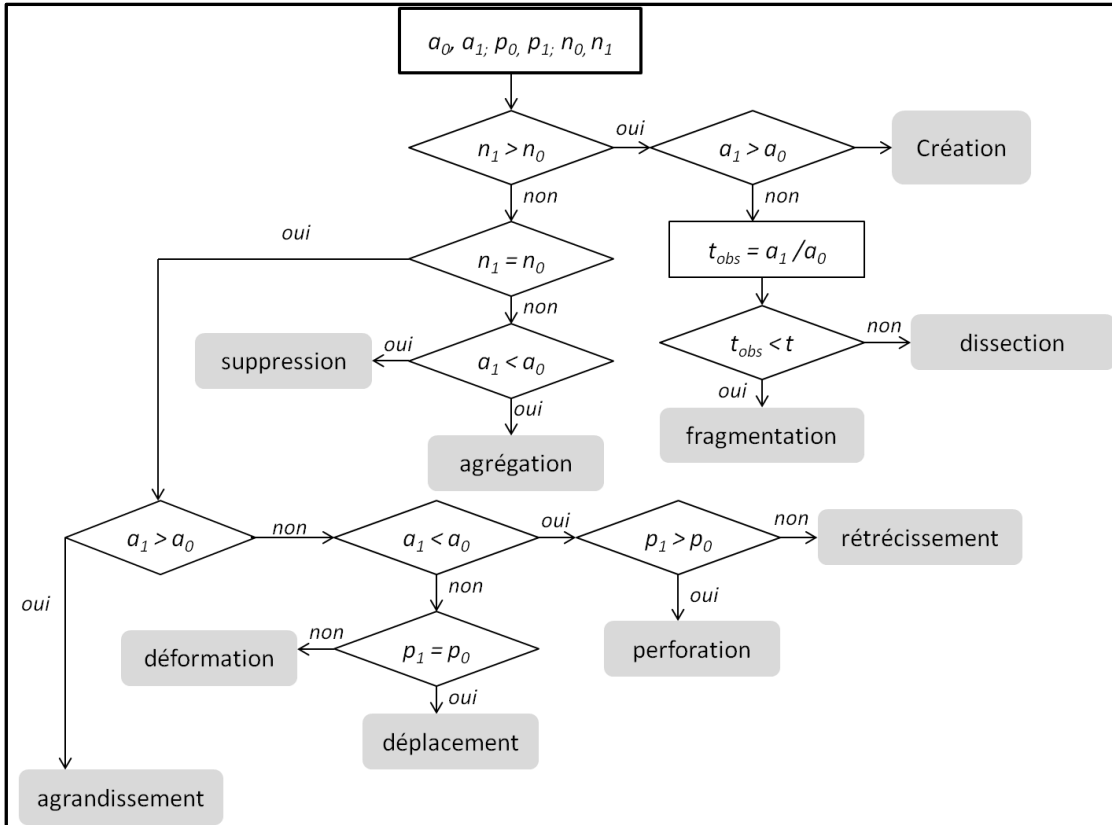 a₀, a₁; p₀, p₁; n₀, n₁
n₁ > n₀
oui
a₁ > a₀
Création
non
non
oui
n₁ = n₀
t_obs = a₁ /a₀
non
suppression
oui
a₁ < a₀
t_obs < t
non
dissection
oui
oui
agrégation
fragmentation
a₁ > a₀
non
a₁ < a₀
oui
p₁ > p₀
non
rétrécissement
oui
non
oui
déformation
non
p₁ = p₀
perforation
oui
déplacement
agrandissement